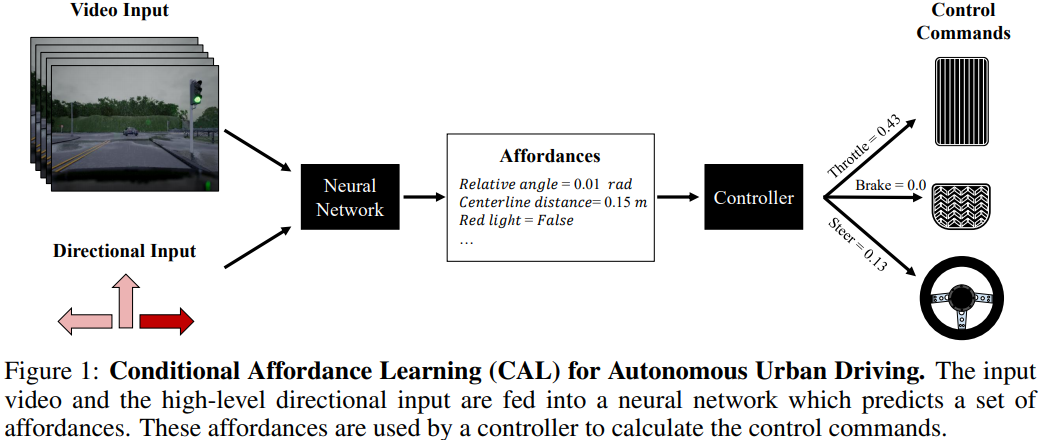 Video Input
Control
Commands
Throttle = 0.43
Affordances
Relative angle = 0.01 rad
Centerline distance= 0.15 m
Red light = False
…
Neural
Network
Controller
Brake = 0.0
Directional Input
Steer = 0.13
Figure 1: Conditional Affordance Learning (CAL) for Autonomous Urban Driving. The input
video and the high-level directional input are fed into a neural network which predicts a set of
affordances. These affordances are used by a controller to calculate the control commands.